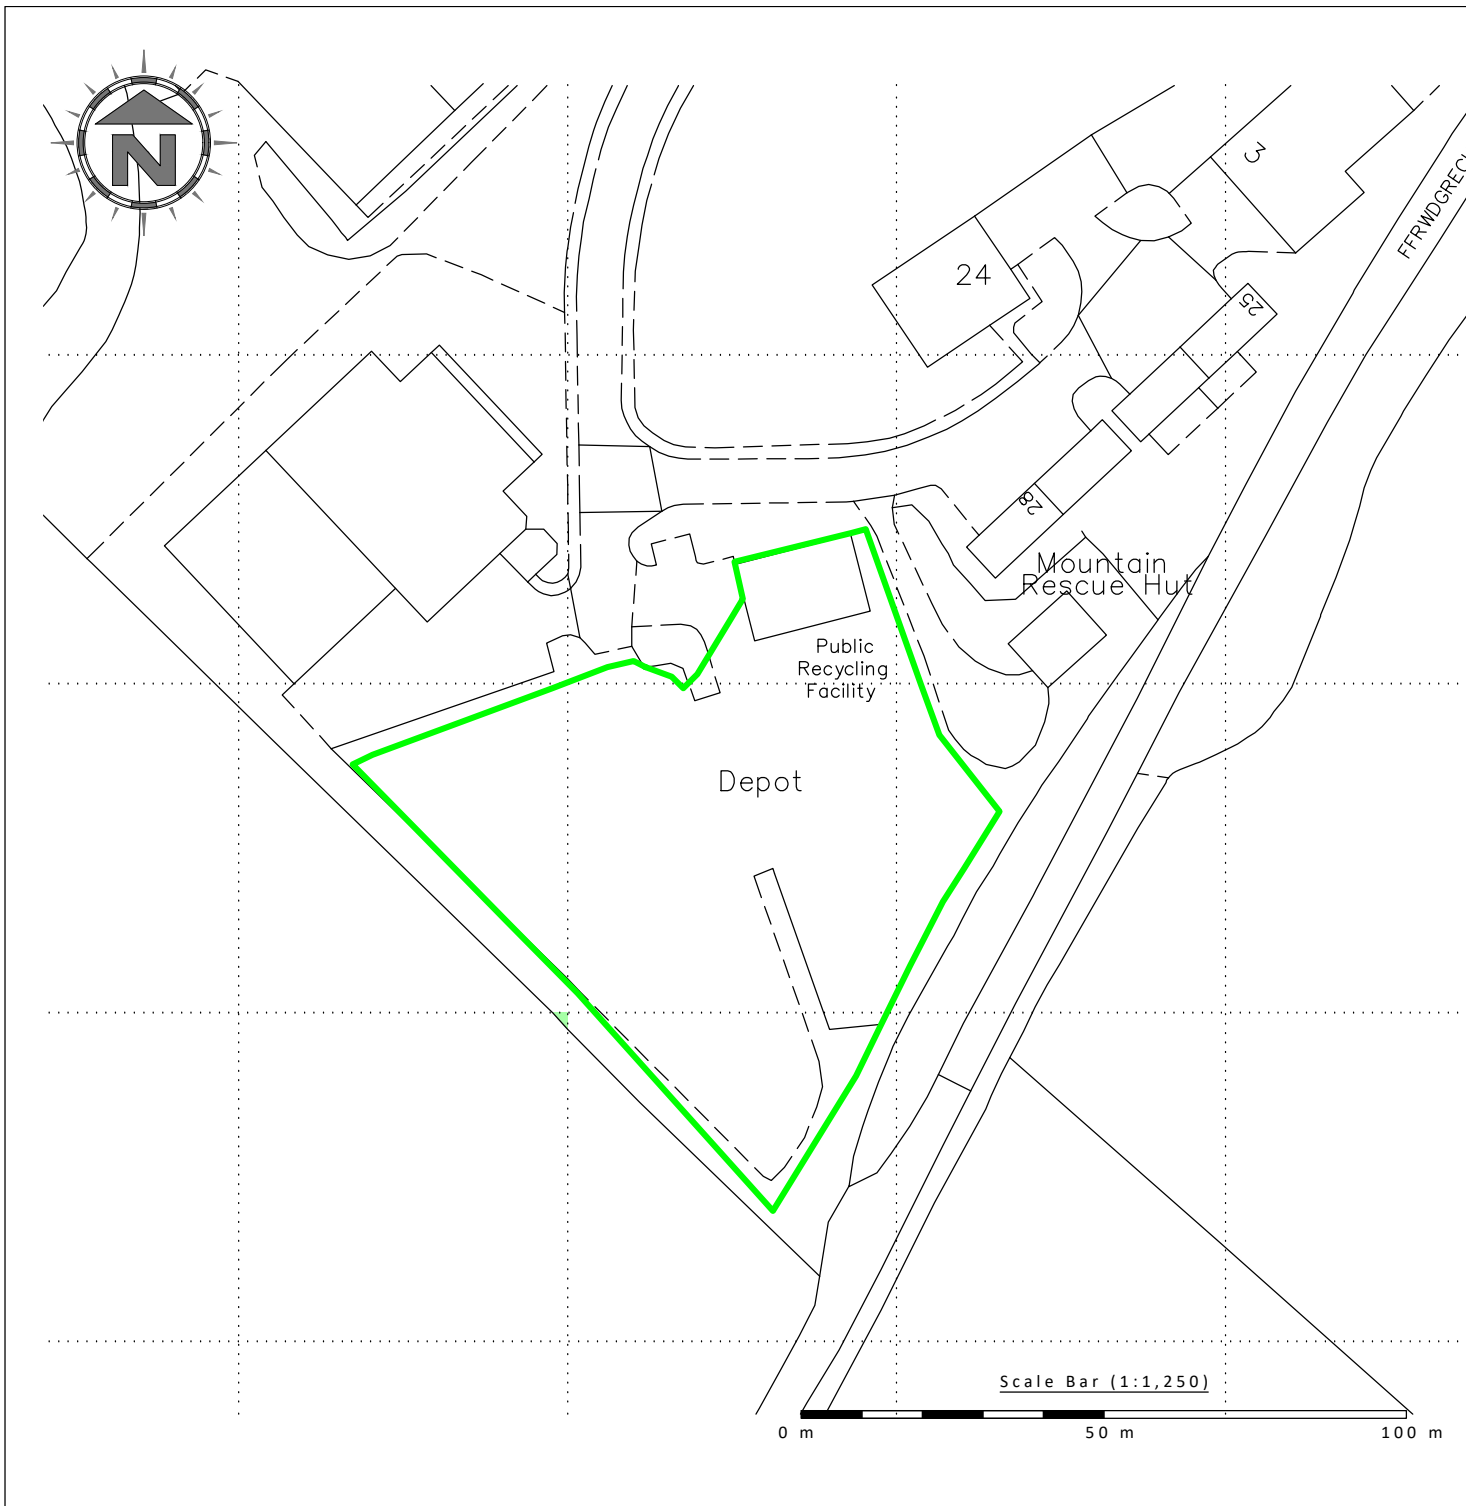 N
3
FFRWDGRECH
24
25
28
Mountain
Rescue Hut
Public
Recycling
Facility
Depot
Scale Bar (1:1,250)
0 m 50 m 100 m